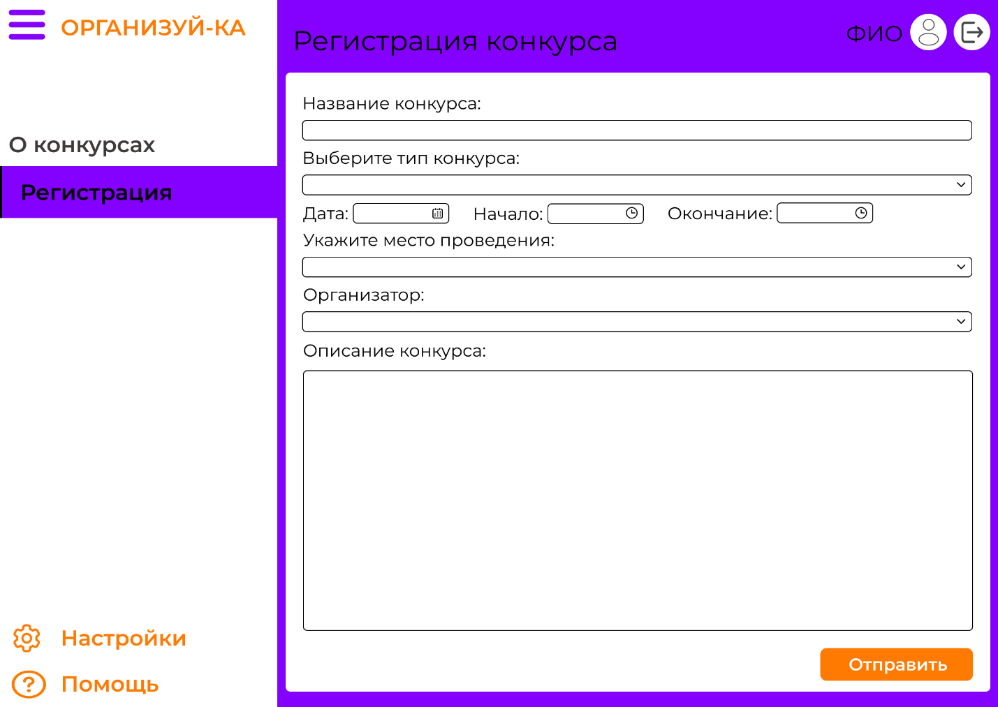 ОРГАНИЗУЙ-КА
О конкурсах
Регистрация
Настройки
Помощь
Регистрация конкурса
ФИО
Название конкурса:
Выберите тип конкурса:
Дата: Начало: Окончание:
Укажите место проведения:
Организатор:
Описание конкурса:
Отправить